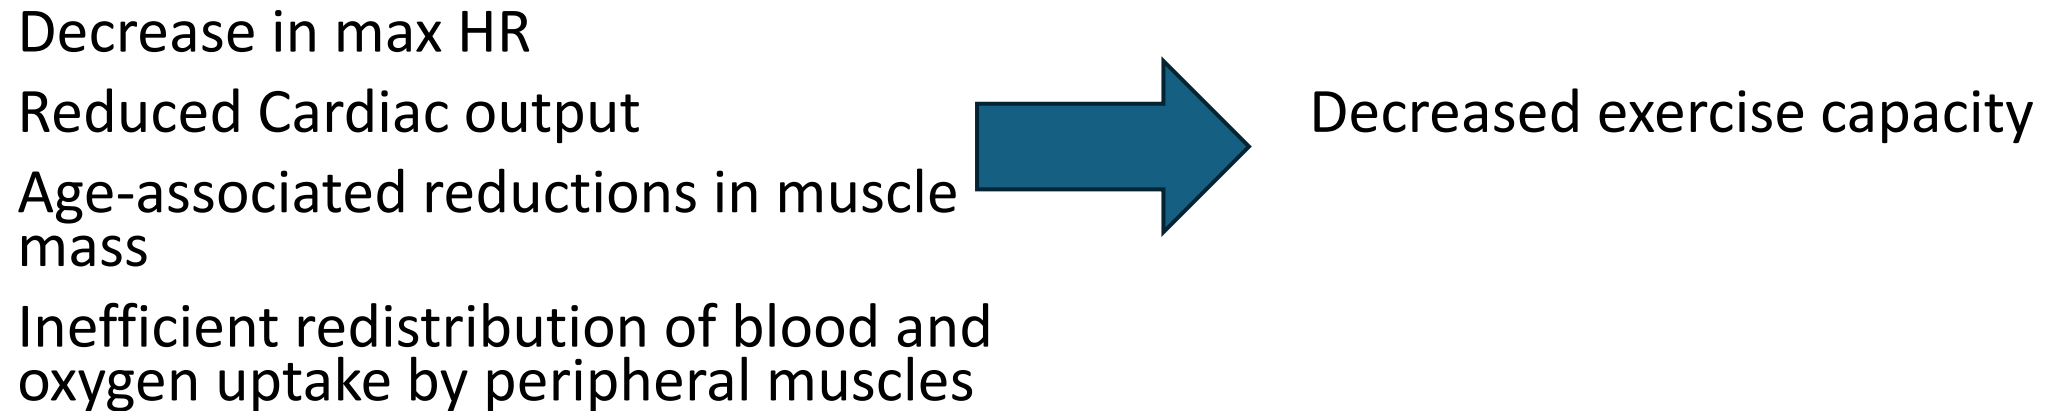 Decrease in max HR
Reduced Cardiac output
Age-associated reductions in muscle
mass
Inefficient redistribution of blood and
oxygen uptake by peripheral muscles
Decreased exercise capacity